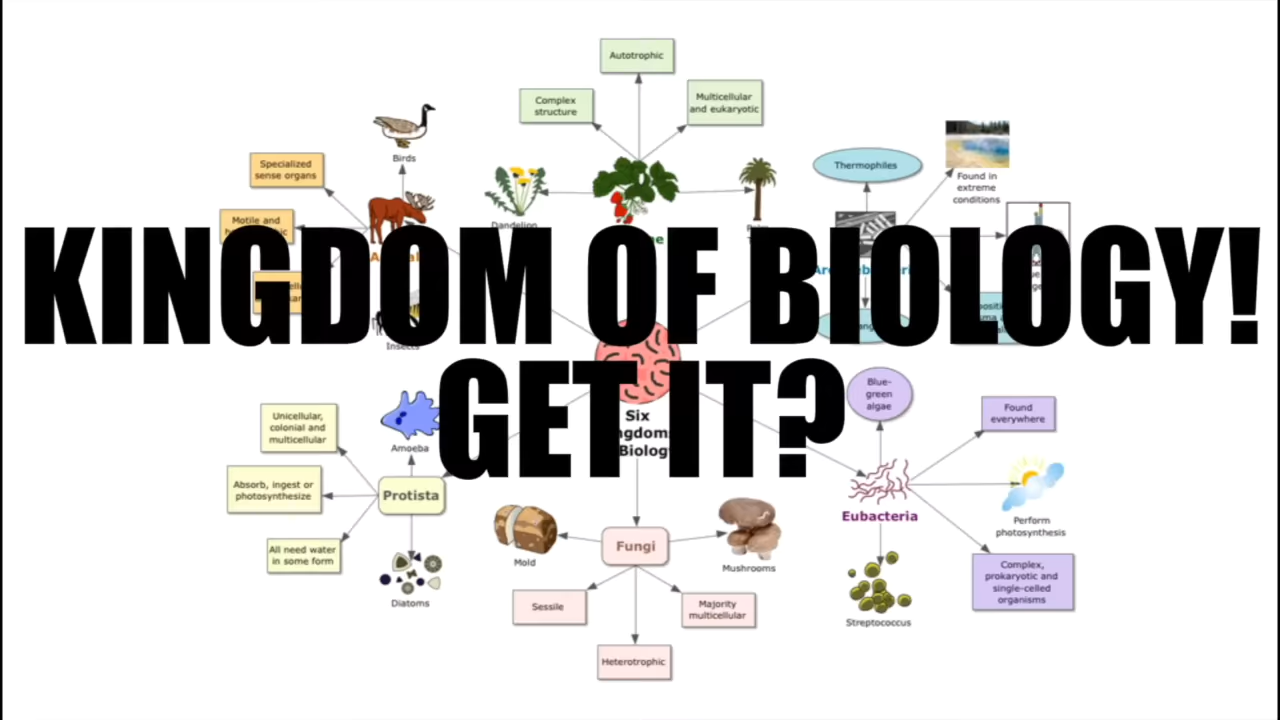 Autotrophic
Complex
structure
Multicellular
and eukaryotic
Birds
Specialized
sense organs
Thermophiles
Found in
extreme
conditions
Motile and
Dandelion
KINGDOM OF BIOLOGY!
GET IT?
Insects
Six
Biology
Unicellular,
colonial and
multicellular
Amoeba
Absorb, ingest or
photosynthesize
Protista
All need water
in some form
Diatoms
Mold
Fungi
Mushrooms
Sessile
Majority
multicellular
Heterotrophic
Blue-
green
algae
Found
everywhere
Eubacteria
Perform
photosynthesis
Complex,
prokaryotic and
single-celled
organisms
Streptococcus